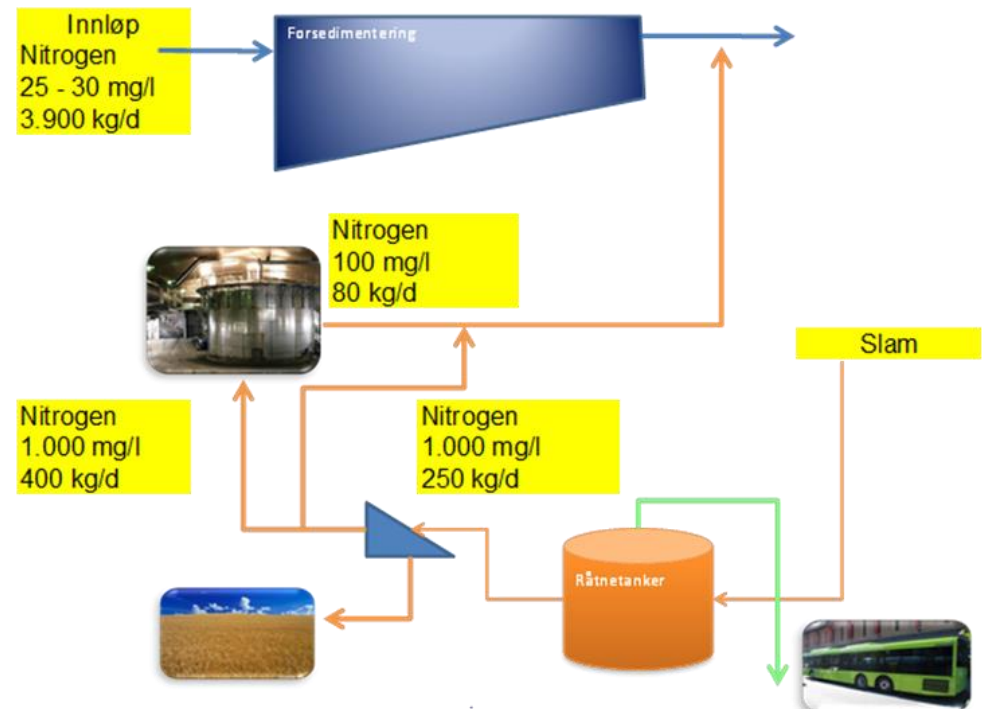 Innløp
Nitrogen
25 - 30 mg/l
3.900 kg/d
Forsedimentering
Nitrogen
100 mg/l
80 kg/d
Slam
Nitrogen
1.000 mg/l
400 kg/d
Nitrogen
1.000 mg/l
250 kg/d
Råtnetanker